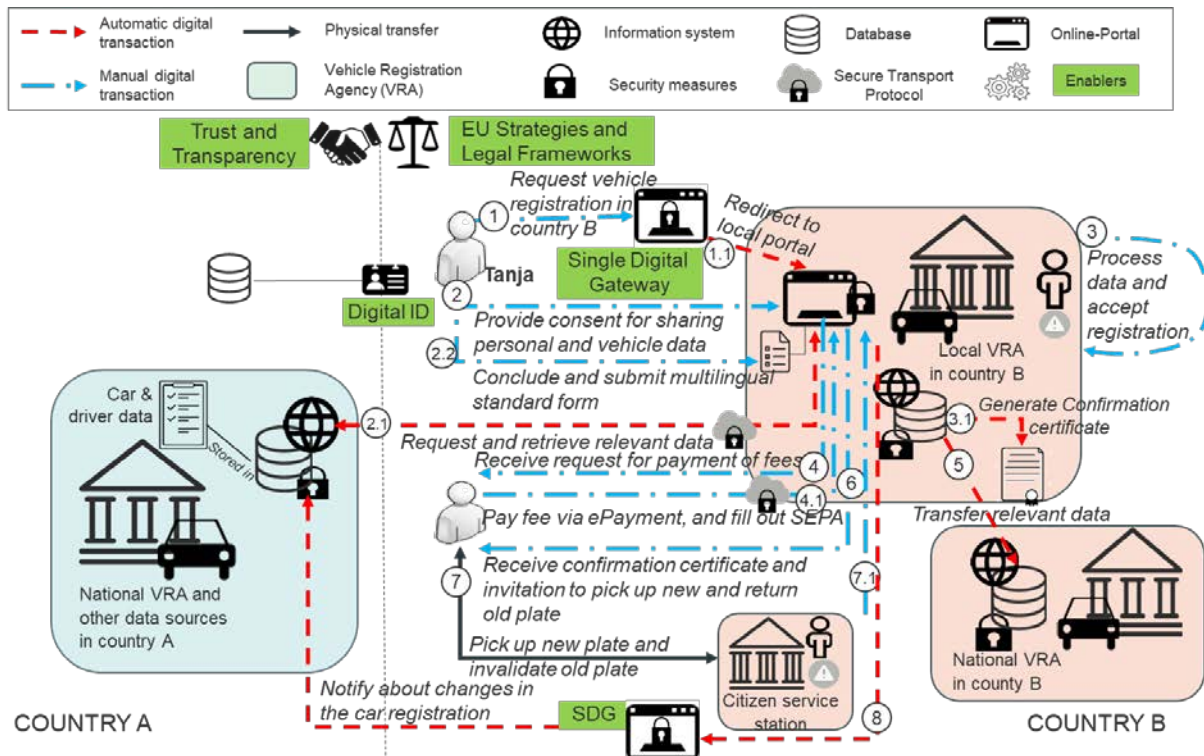 Automatic digital
transaction
Physical transfer
Information system
Database
Online-Portal
Manual digital
transaction
Vehicle Registration
Agency (VRA)
Security measures
Secure Transport
Protocol
Enablers
Trust and
Transparency
EU Strategies and
Legal Frameworks
1
Request vehicle
registration in
country B
Redirect to
local portal
1.1
Single Digital
Gateway
Tanja
Digital ID
2
Provide consent for sharing
personal and vehicle data
2.2
Conclude and submit multilingual
standard form
3
Process
data and
accept
registration
Local VRA
in country B
3.1
Generate Confirmation
certificate
5
Transfer relevant data
Car &
driver data
Stored in
2.1
Request and retrieve relevant data
Receive request for payment of fees
4
4.1
6
Pay fee via ePayment, and fill out SEPA
Receive confirmation certificate and
invitation to pick up new and return
old plate
7
7.1
Pick up new plate and
invalidate old plate
National VRA and
other data sources
in country A
National VRA
in county B
Citizen service
station
Notify about changes in
the car registration
SDG
8
COUNTRY A
COUNTRY B